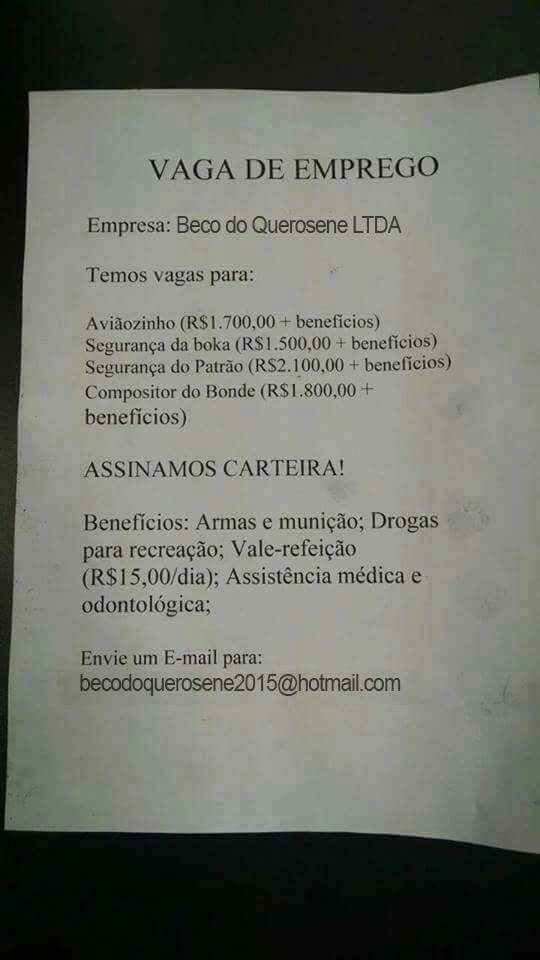 VAGA DE EMPREGO
Empresa: Beco do Querosene LTDA
Temos vagas para:
Aviãozinho (R$1.700,00 + benefícios)
Segurança da boka (R$1.500,00 + benefícios)
Segurança do Patrão (R$2.100,00 + benefícios)
Compositor do Bonde (R$1.800,00 +
benefícios)
ASSINAMOS CARTEIRA!
Benefícios: Armas e munição; Drogas
para recreação; Vale-refeição
(R$15,00/dia); Assistência médica e
odontológica;
Envie um E-mail para:
becodoquerosene2015@hotmail.com